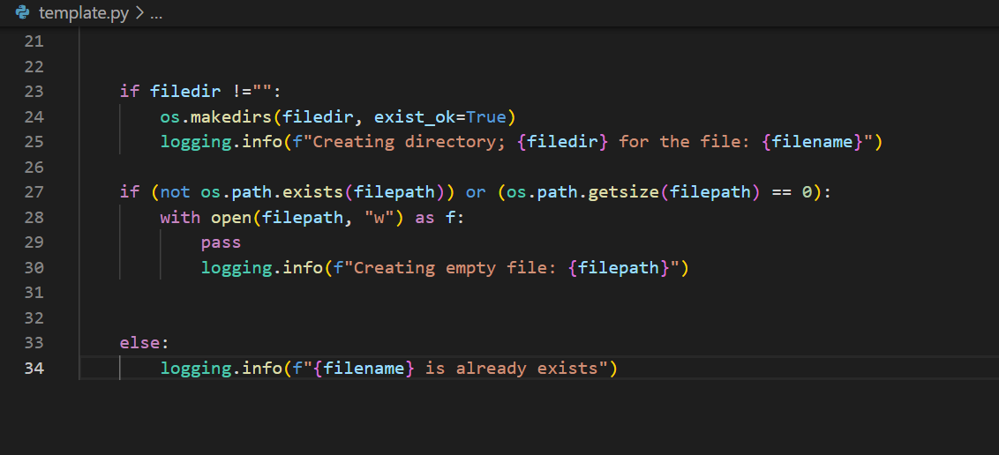 template.py > ...
21
22
23 if filedir !="":
24 os.makedirs(filedir, exist_ok=True)
25 logging.info(f"Creating directory; {filedir} for the file: {filename}")
26
27 if (not os.path.exists(filepath)) or (os.path.getsize(filepath) == 0):
28 with open(filepath, "w") as f:
29 pass
30 logging.info(f"Creating empty file: {filepath}")
31
32
33 else:
34 logging.info(f"{filename} is already exists")